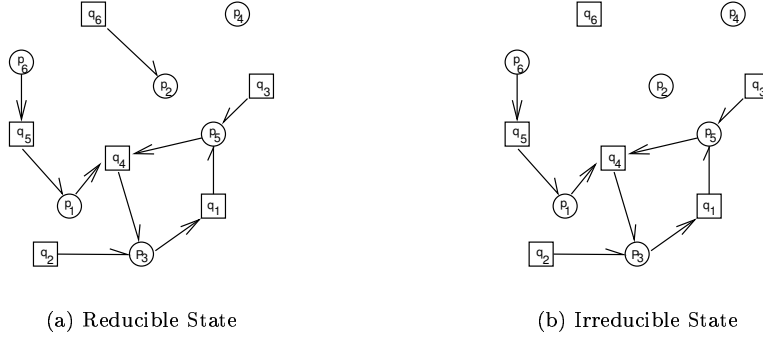 q6 p4 q6 p4
p6 p6
p2 q3 p2 q3
q5 q4 p5 q5 q4 p5
p1 q1 p1 q1
q2 p3 q2 p3
(a) Reducible State (b) Irreducible State